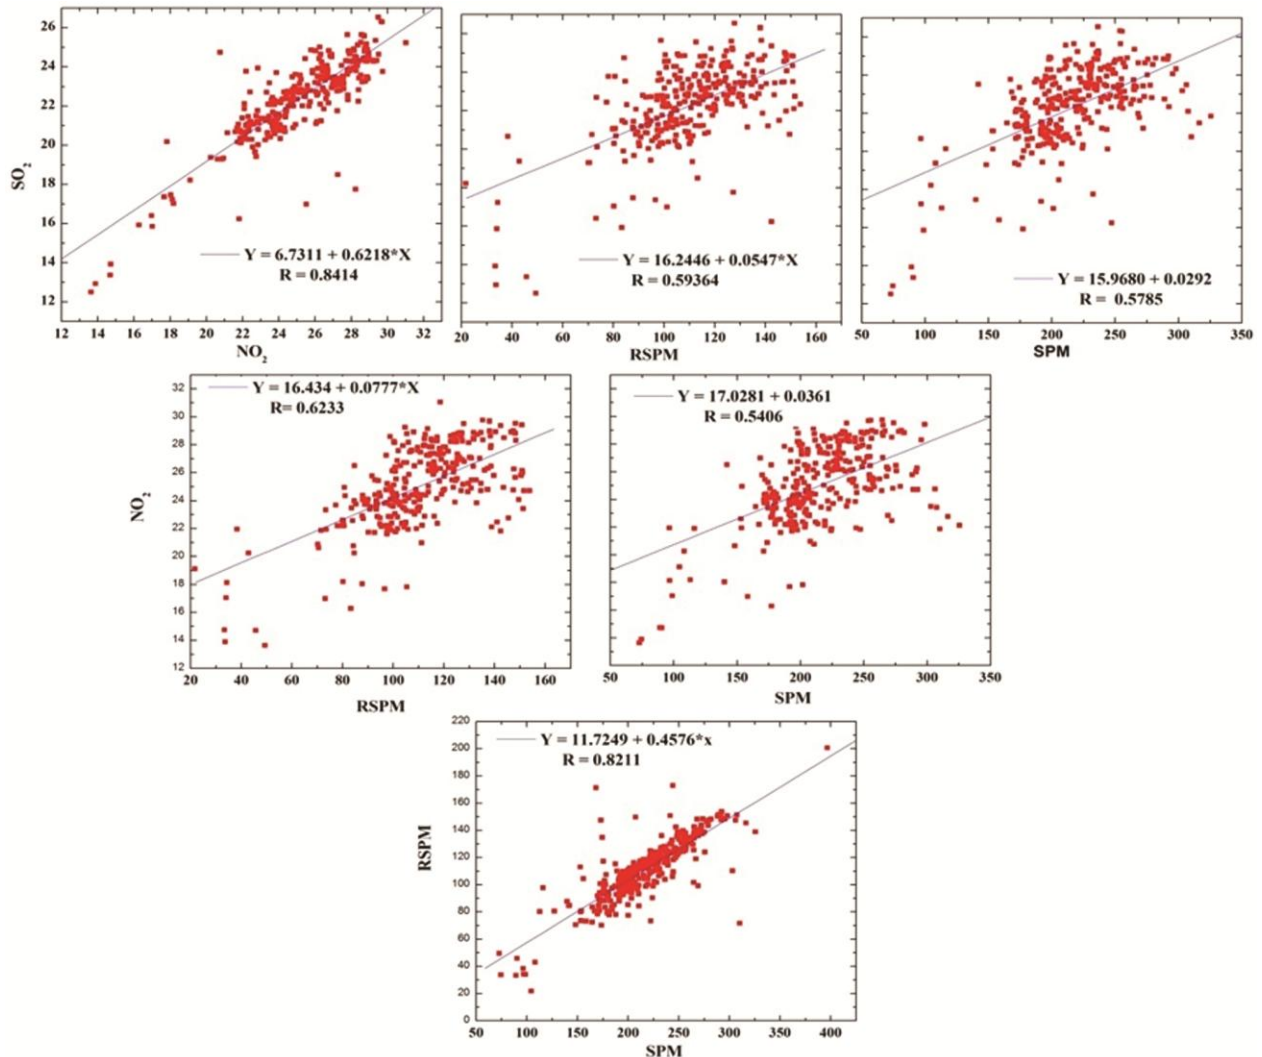 26
24
22
20
18
16
14
12
SO2
Y = 6.7311 + 0.6218*X
R = 0.8414
12 14 16 18 20 22 24 26 28 30 32
NO2
Y = 16.2446 + 0.0547*X
R = 0.59364
20 40 60 80 100 120 140 160
RSPM
Y = 15.9680 + 0.0292
R = 0.5785
50 100 150 200 250 300 350
SPM
32
30
28
26
24
22
20
18
16
14
12
NO2
Y = 16.434 + 0.0777*X
R= 0.6233
20 40 60 80 100 120 140 160
RSPM
Y = 17.0281 + 0.0361
R = 0.5406
50 100 150 200 250 300 350
SPM
220
200
180
160
140
120
100
80
60
40
20
0
RSPM
Y = 11.7249 + 0.4576*x
R = 0.8211
50 100 150 200 250 300 350 400
SPM